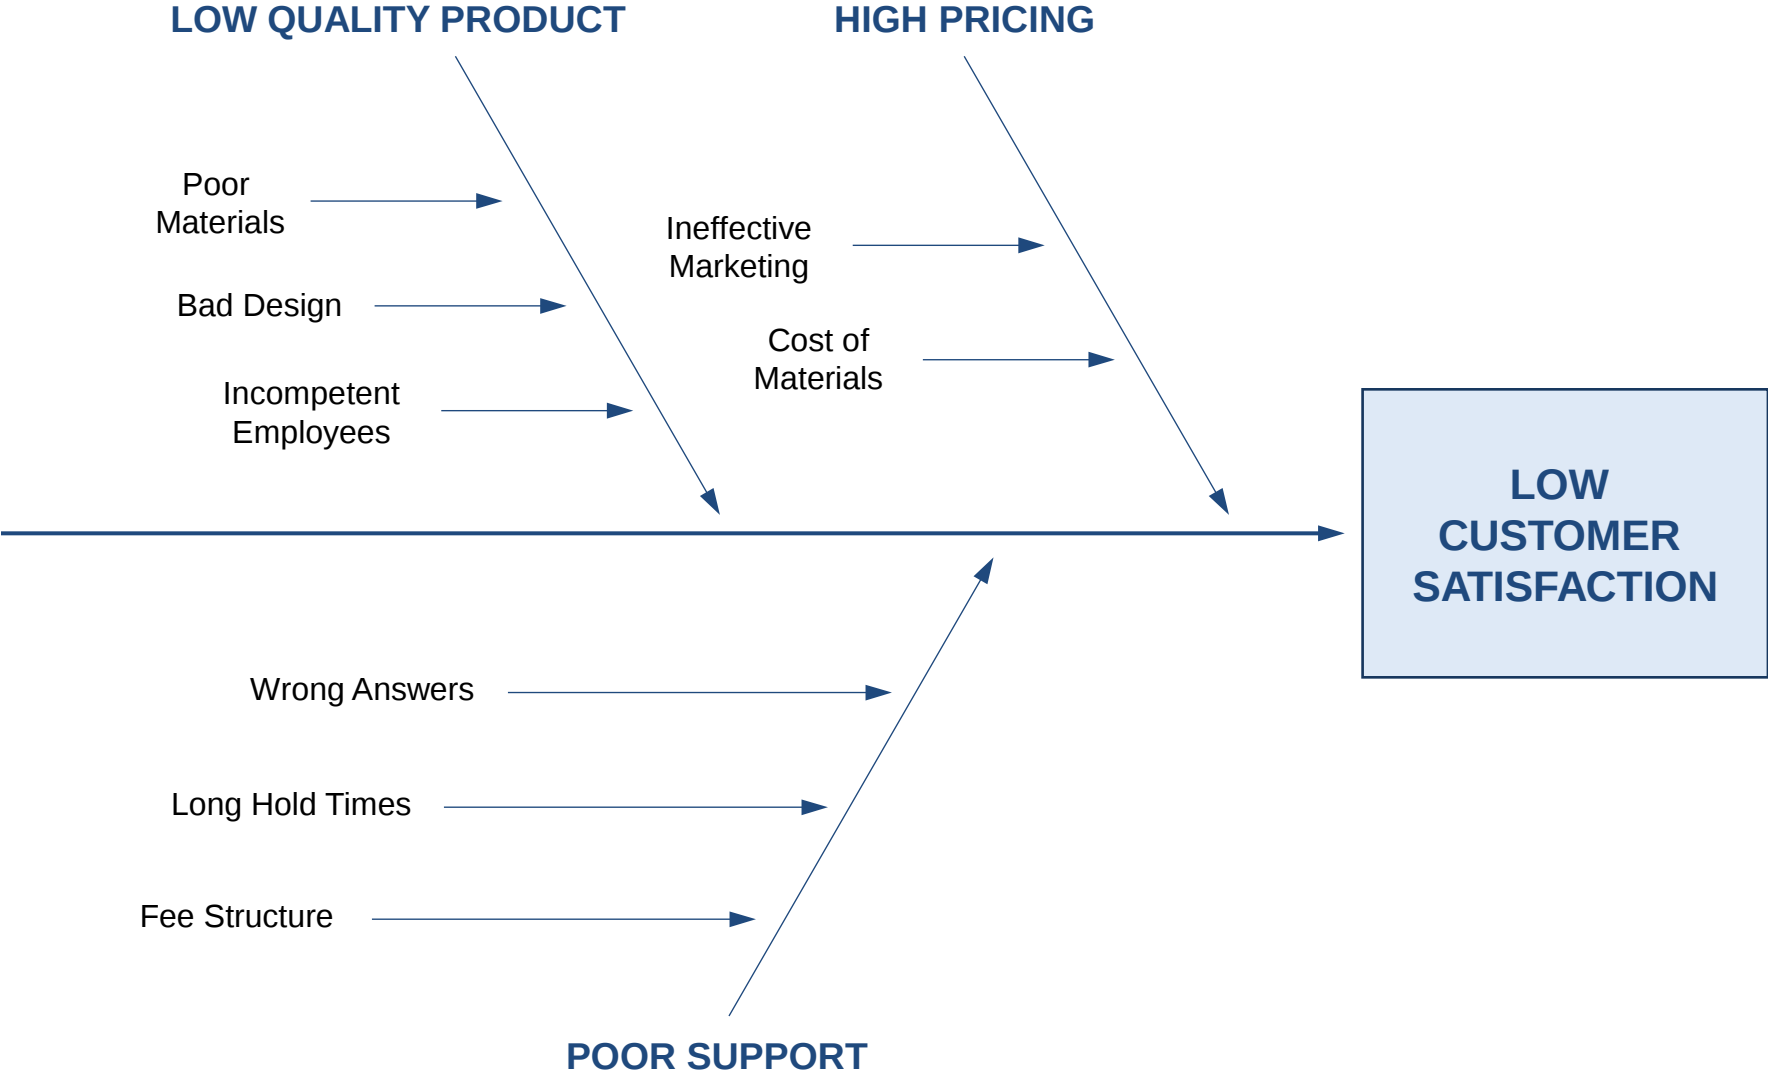 LOW QUALITY PRODUCT
HIGH PRICING
Poor
Materials
Bad Design
Incompetent
Employees
Ineffective
Marketing
Cost of
Materials
LOW
CUSTOMER
SATISFACTION
Wrong Answers
Long Hold Times
Fee Structure
POOR SUPPORT